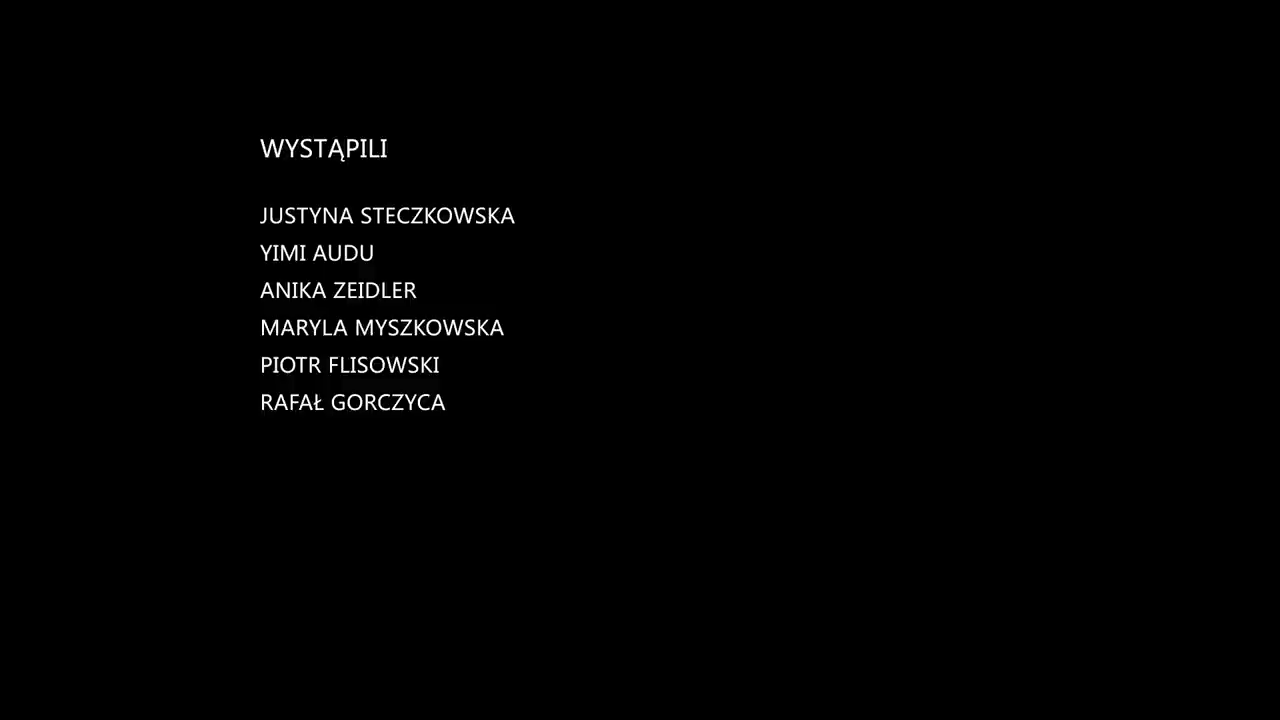 WYSTĄPILI
JUSTYNA STECZKOWSKA
YIMI AUDU
ANIKA ZEIDLER
MARYLA MYSZKOWSKA
PIOTR FLISOWSKI
RAFAŁ GORCZYCA